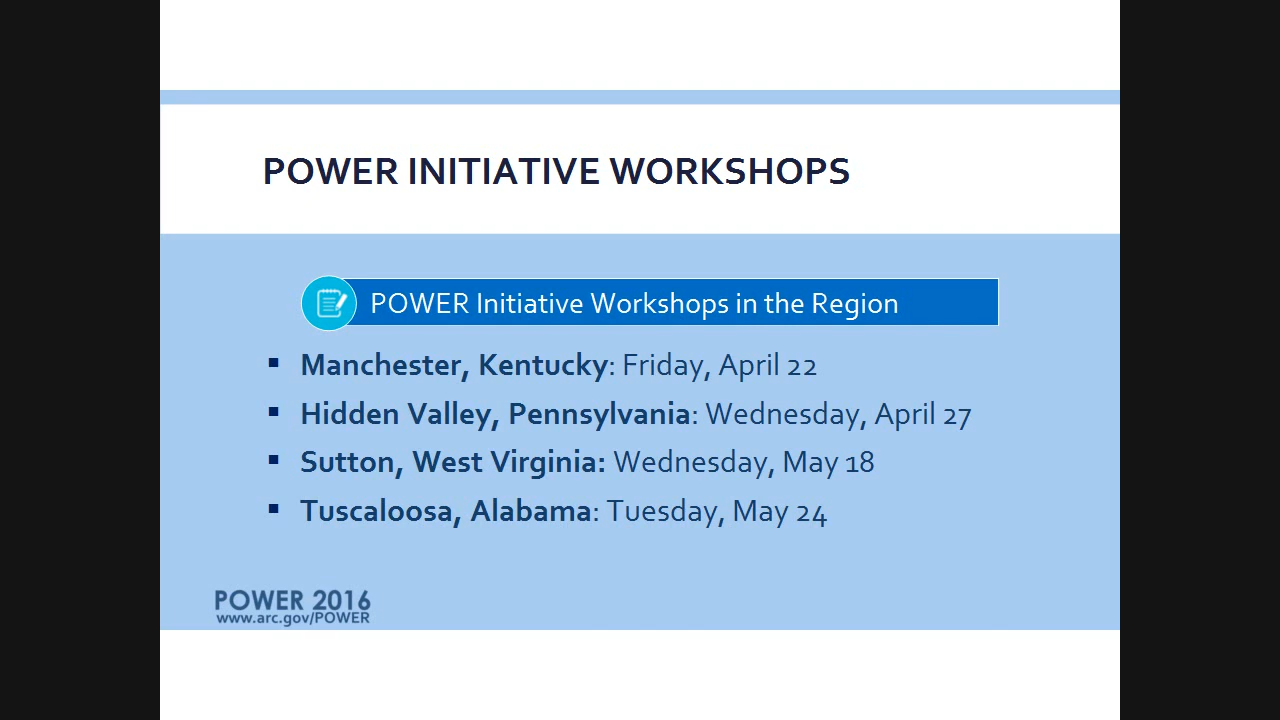 POWER INITIATIVE WORKSHOPS
POWER Initiative Workshops in the Region
▪ Manchester, Kentucky: Friday, April 22
▪ Hidden Valley, Pennsylvania: Wednesday, April 27
▪ Sutton, West Virginia: Wednesday, May 18
▪ Tuscaloosa, Alabama: Tuesday, May 24
POWER 2016
www.arc.gov/POWER